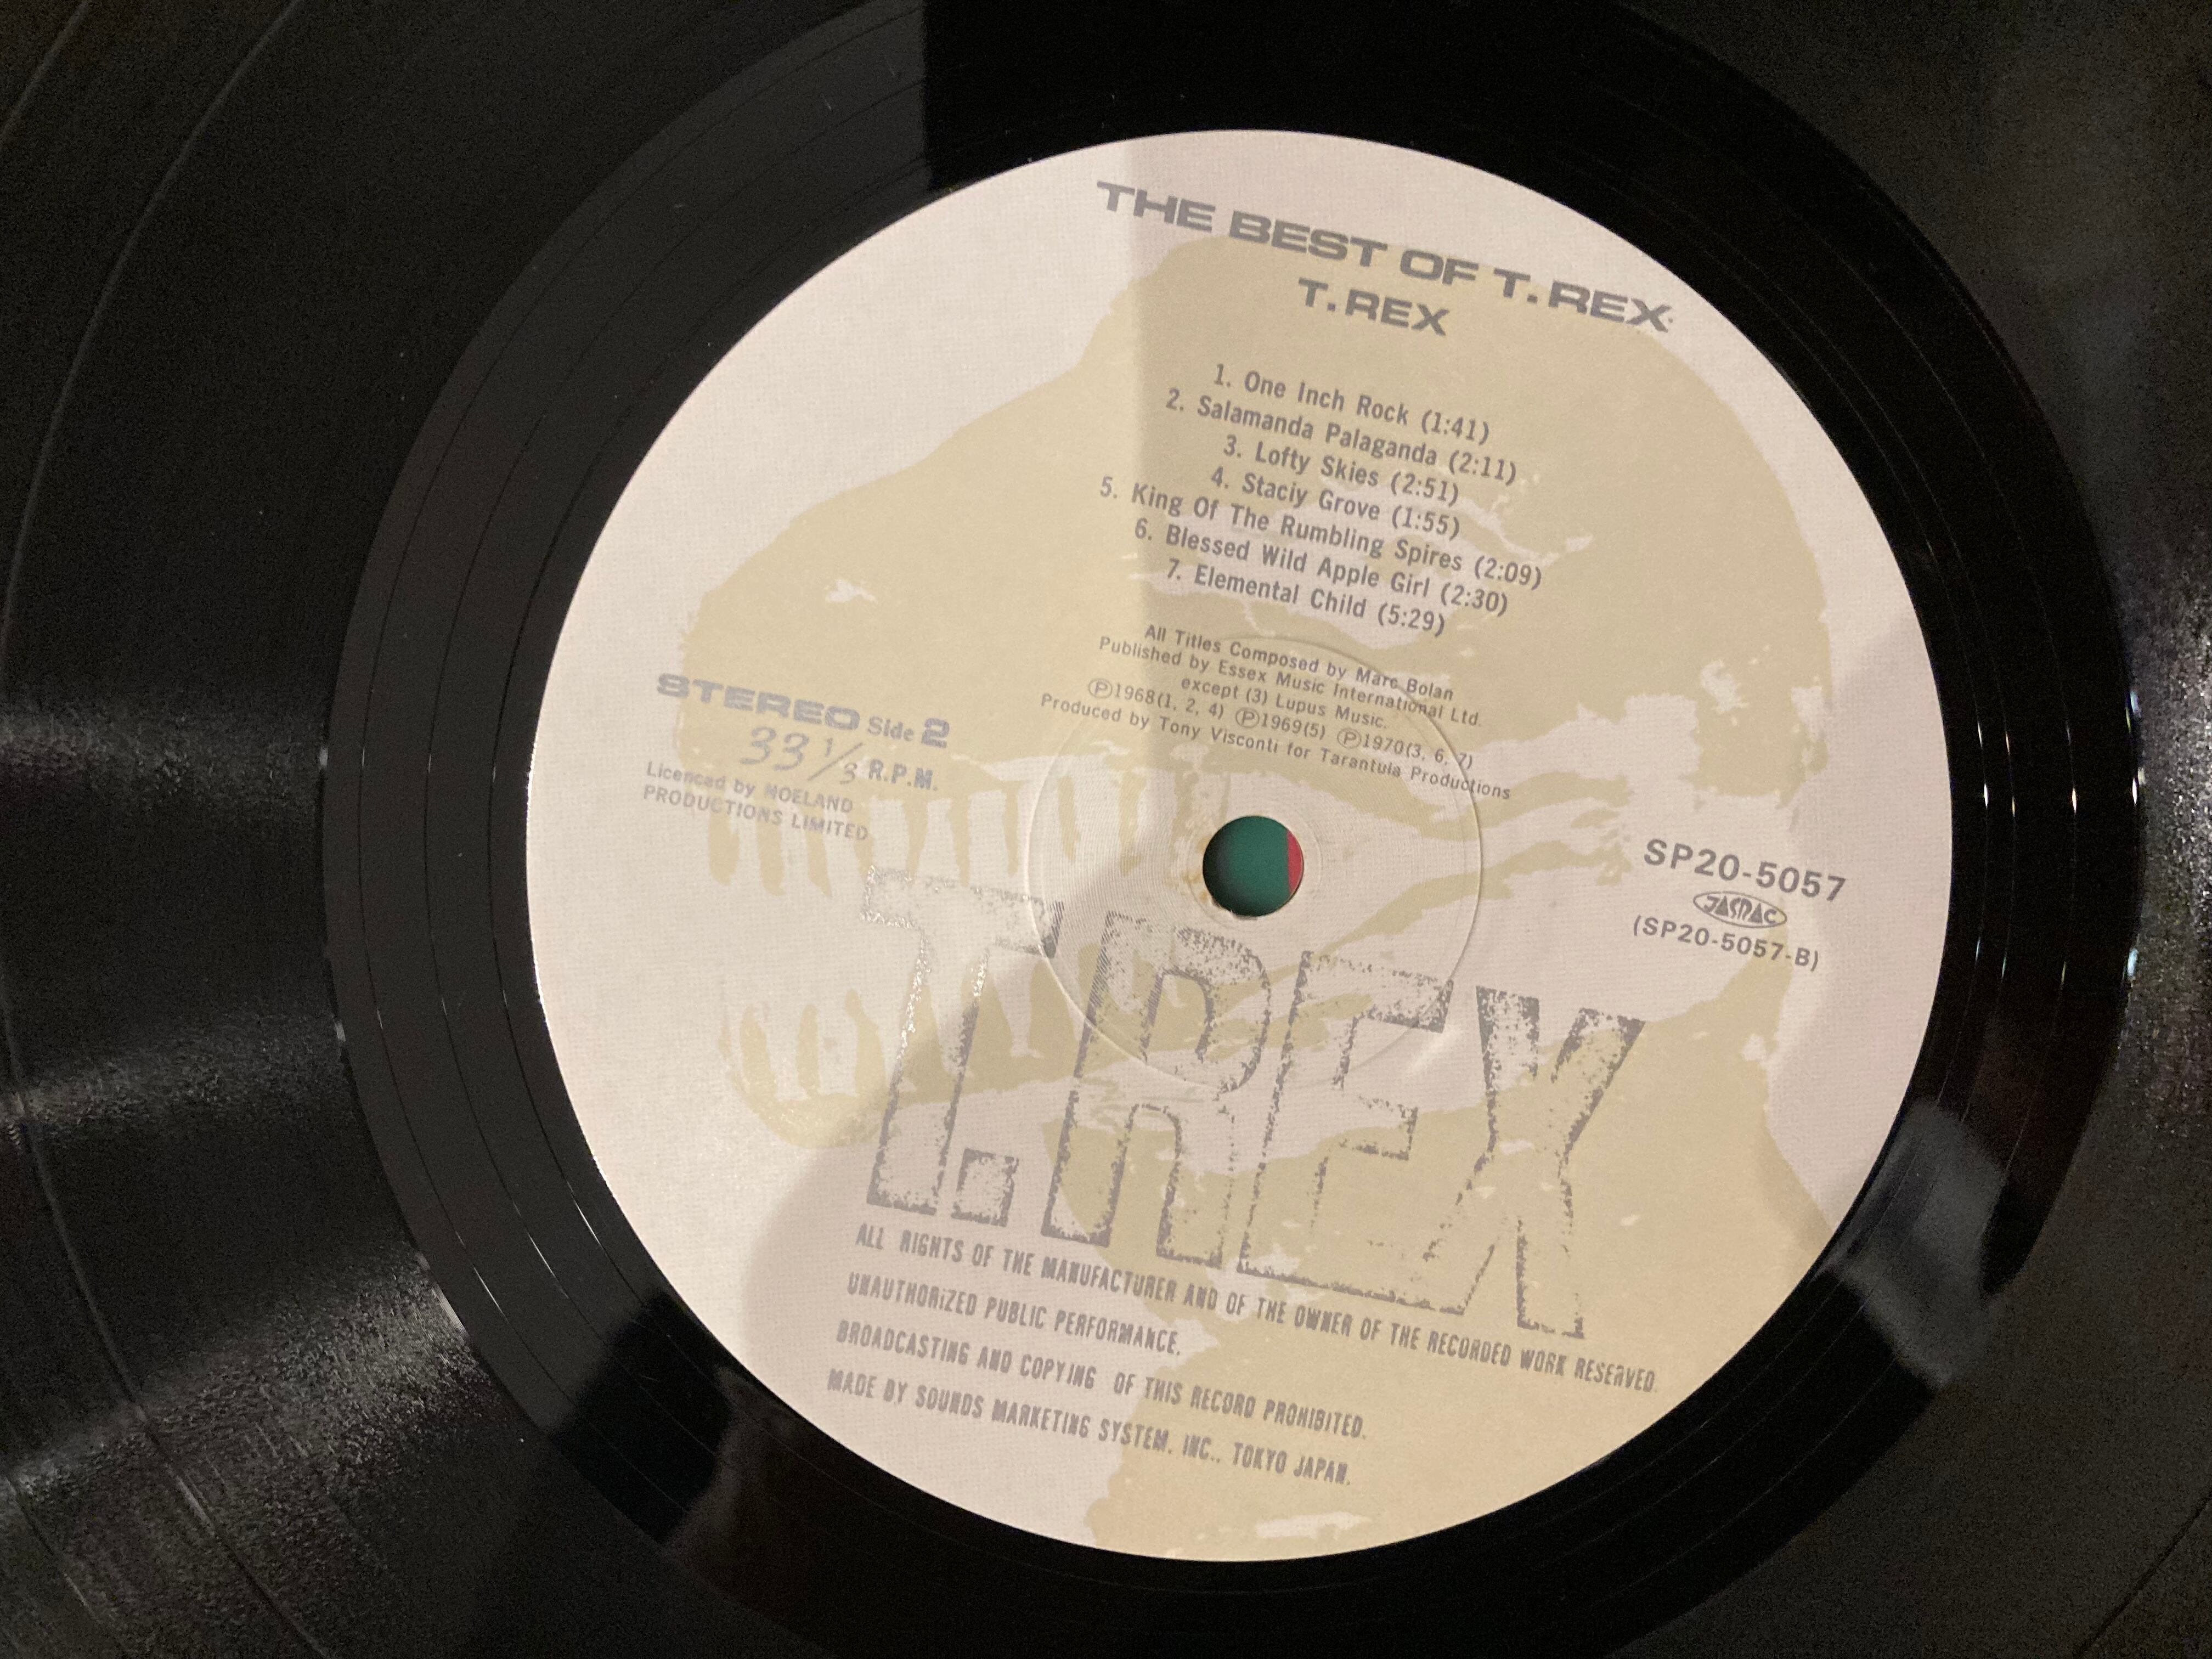 THE BEST OF T.REX
T.REX
1. One Inch Rock (1:41)
2. Salamanda Palaganda (2:11)
3. Lofty Skies (2:51)
4. Staciy Grove (1:55)
5. King Of The Rumbling Spires (2:09)
6. Blessed Wild Apple Girl (2:30)
7. Elemental Child (5:29)
All Titles Composed by Marc Bolan
Published by Essex Music International Ltd.
except (3) Lupus Music.
Ⓟ1968(1, 2, 4) Ⓟ1969(5) Ⓟ1970(3, 6, 7)
Produced by Tony Visconti for Tarantula Productions
STEREO Side 2
33 1/3 R.P.M.
Licenced by NOELAND
PRODUCTIONS LIMITED
SP20-5057
JASRAC
(SP20-5057-B)
T.REX
ALL RIGHTS OF THE MANUFACTURER AND OF THE OWNER OF THE RECORDED WORK RESERVED.
UNAUTHORIZED PUBLIC PERFORMANCE.
BROADCASTING AND COPYING OF THIS RECORD PROHIBITED.
MADE BY SOUNDS MARKETING SYSTEM, INC., TOKYO JAPAN.